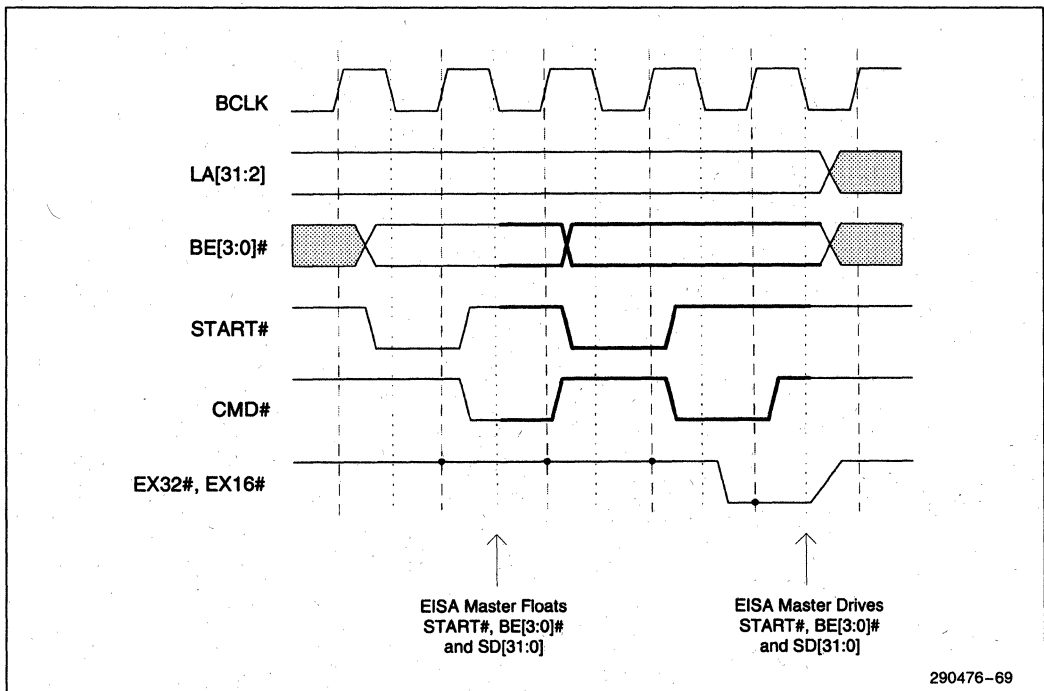 BCLK
LA[31:2]
BE[3:0]#
START#
CMD#
EX32#, EX16#
EISA Master Floats
START#, BE[3:0]#
and SD[31:0]
EISA Master Drives
START#, BE[3:0]#
and SD[31:0]
290476-69